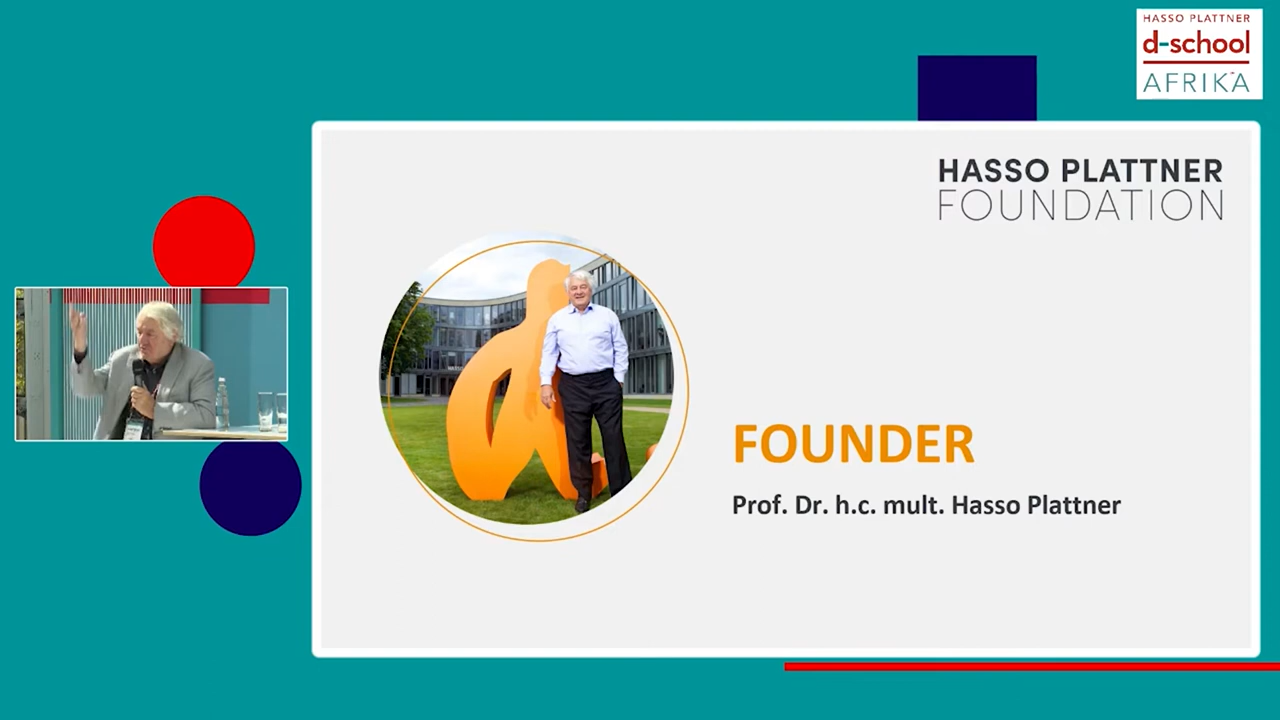 HASSO PLATTNER
d-school
AFRIKA
HASSO PLATTNER
FOUNDATION
FOUNDER
Prof. Dr. h.c. mult. Hasso Plattner